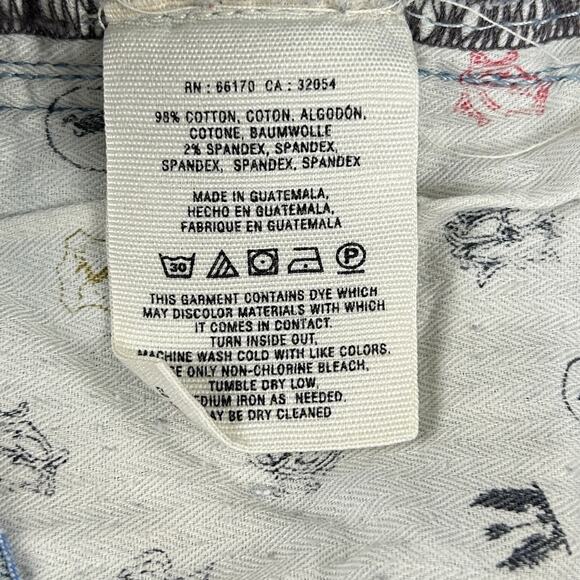 RN : 66170 CA : 32054
98% COTTON, COTON, ALGODÓN,
COTONE, BAUMWOLLE
2% SPANDEX, SPANDEX,
SPANDEX, SPANDEX, SPANDEX
MADE IN GUATEMALA,
HECHO EN GUATEMALA,
FABRIQUE EN GUATEMALA
30 P
THIS GARMENT CONTAINS DYE WHICH
MAY DISCOLOR MATERIALS WITH WHICH
IT COMES IN CONTACT.
TURN INSIDE OUT,
MACHINE WASH COLD WITH LIKE COLORS.
ONLY NON-CHLORINE BLEACH,
TUMBLE DRY LOW,
EDIUM IRON AS NEEDED.
AY BE DRY CLEANED